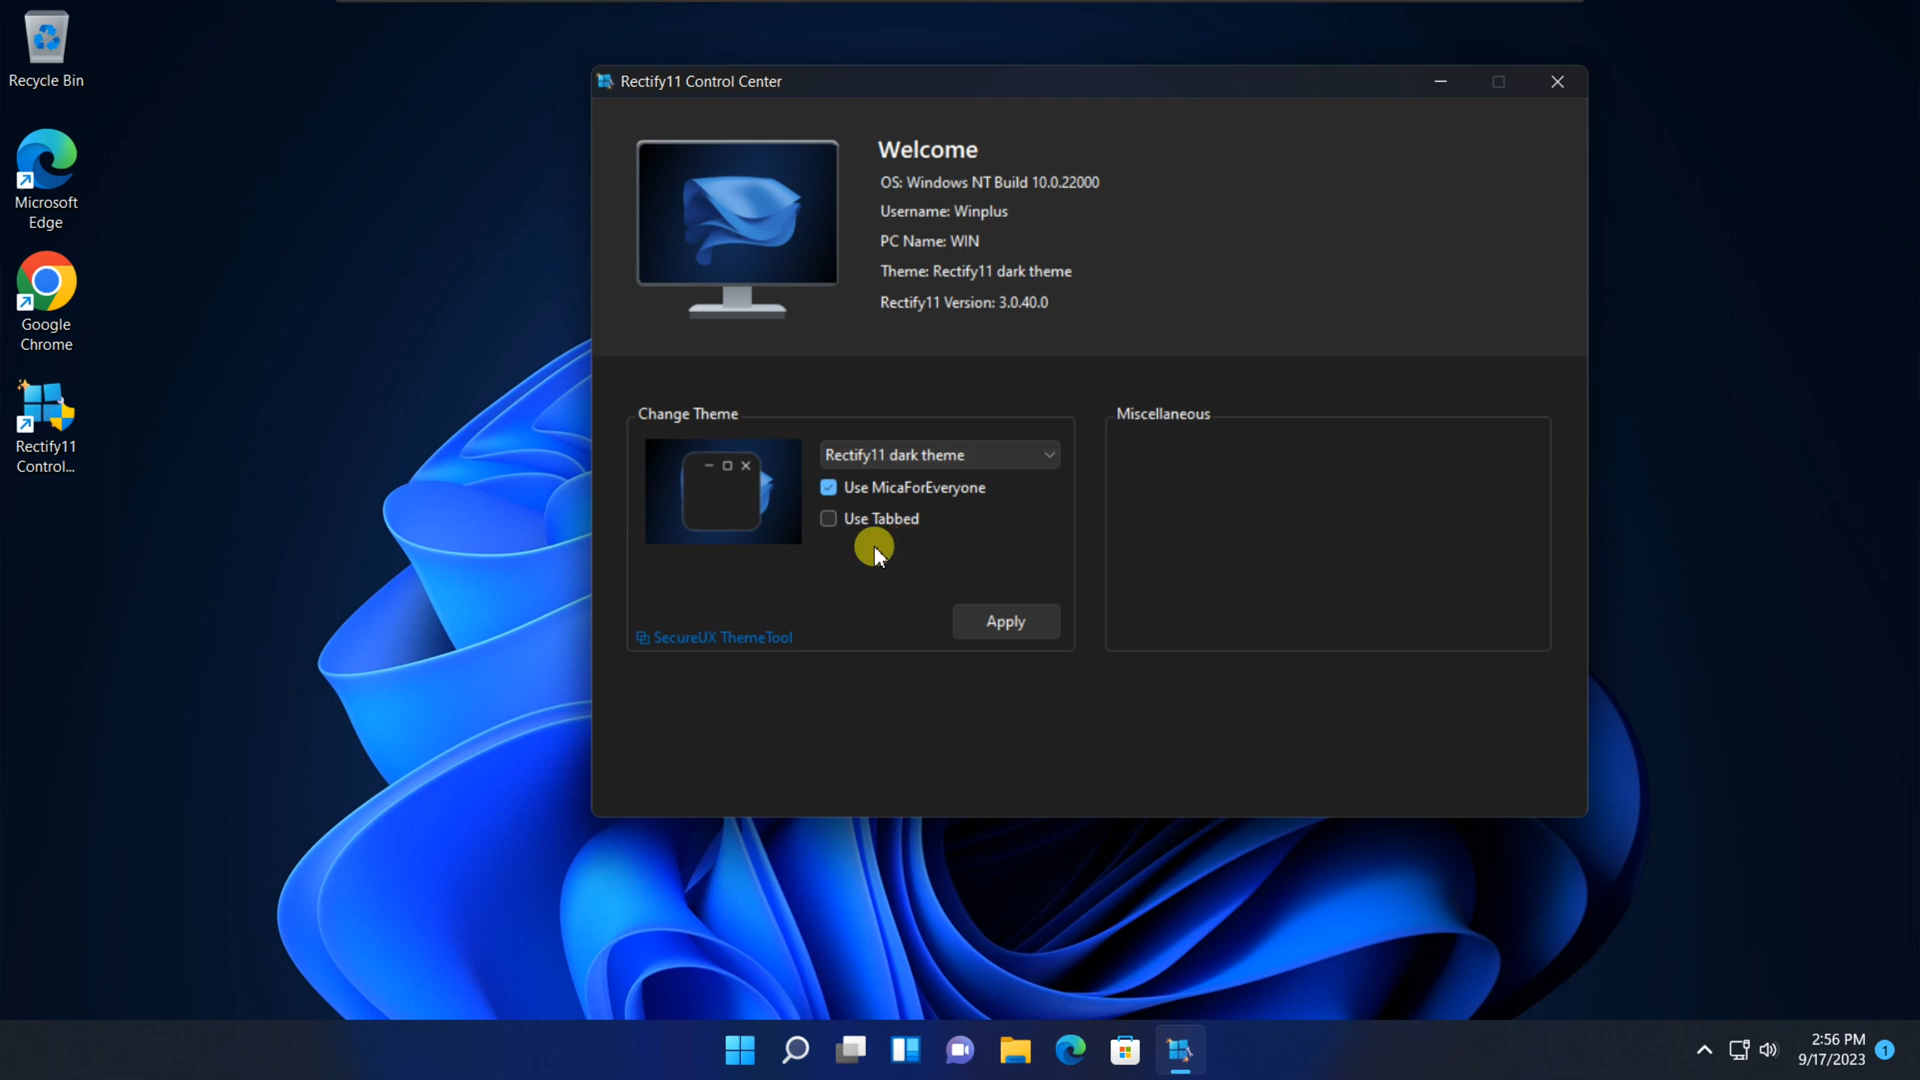 Recycle Bin
Microsoft
Edge
Google
Chrome
Rectify11
Control...
Rectify11 Control Center
Welcome
OS: Windows NT Build 10.0.22000
Username: Winplus
PC Name: WIN
Theme: Rectify11 dark theme
Rectify11 Version: 3.0.40.0
Change Theme
Rectify11 dark theme
Use MicaForEveryone
Use Tabbed
Apply
SecureUX ThemeTool
Miscellaneous
2:56 PM
9/17/2023
1